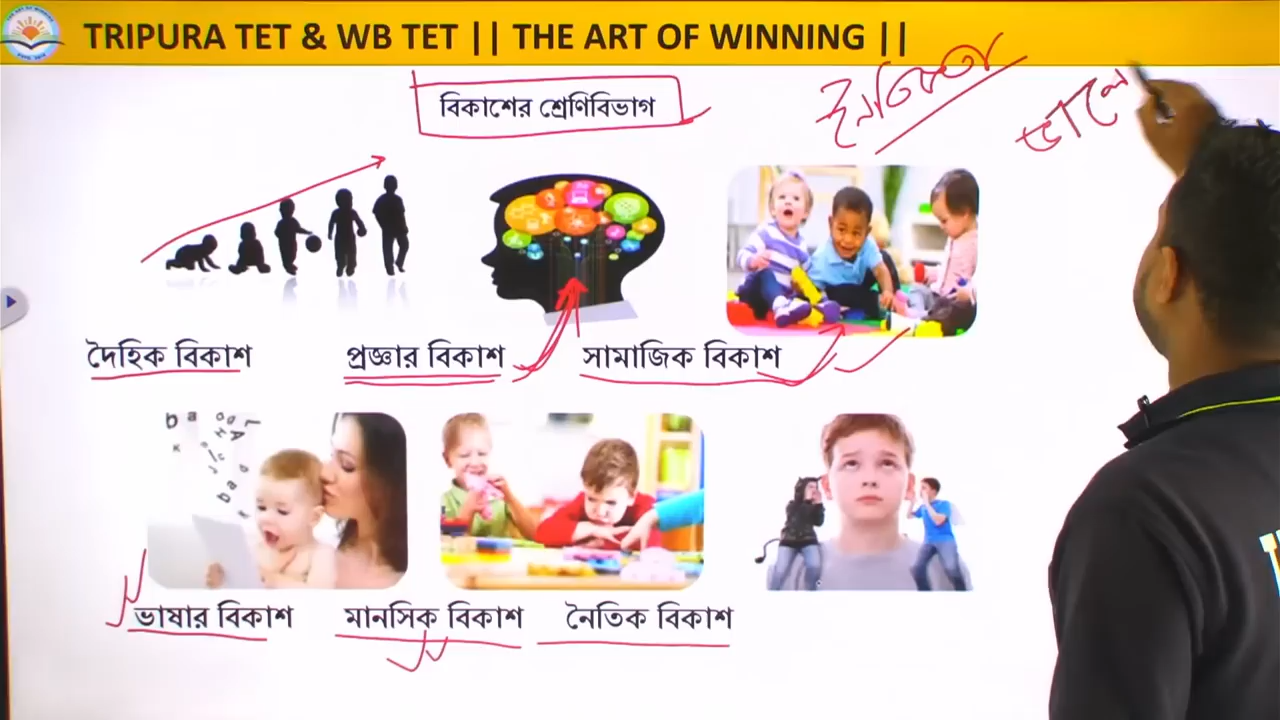 TRIPURA TET & WB TET || THE ART OF WINNING ||
বিকাশের শ্রেণিবিভাগ
ভালো
দৈহিক বিকাশ প্রজ্ঞার বিকাশ সামাজিক বিকাশ
ভাষার বিকাশ মানসিক বিকাশ নৈতিক বিকাশ